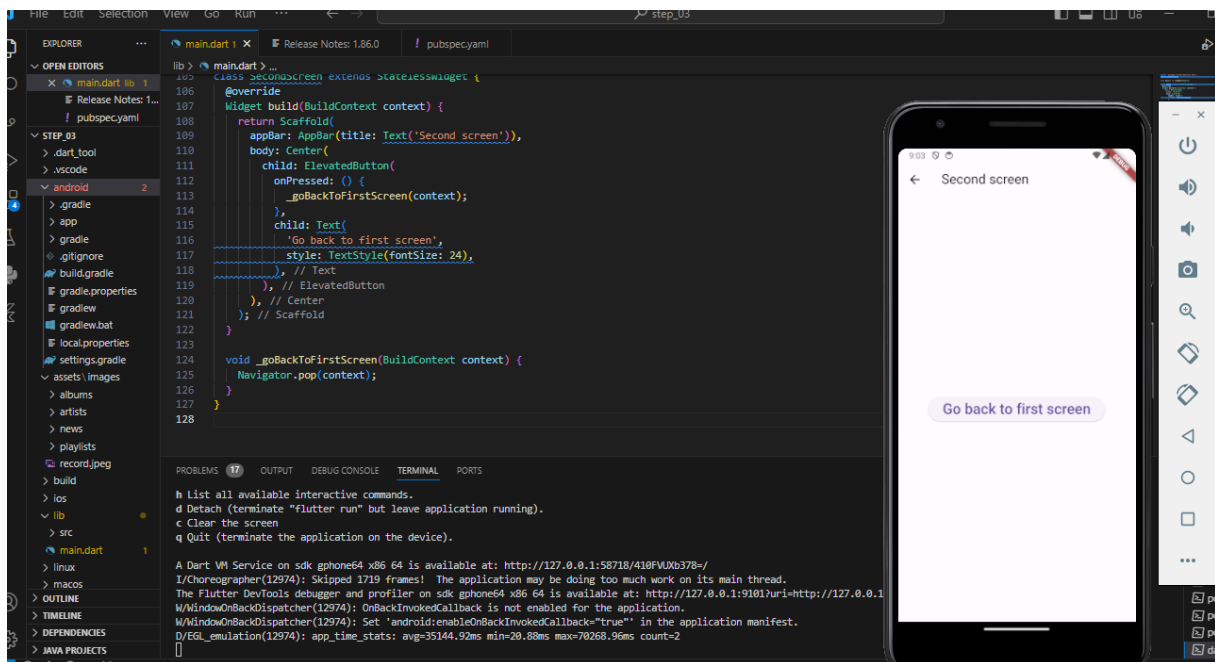 File Edit Selection View Go Run ... step_03
EXPLORER ...
OPEN EDITORS
main.dart lib 1
Release Notes: 1...
pubspec.yaml
STEP_03
.dart_tool
.vscode
android 2
.gradle
app
gradle
.gitignore
build.gradle
gradle.properties
gradlew
gradlew.bat
local.properties
settings.gradle
assets\images
albums
artists
news
playlists
record.jpeg
build
ios
lib
src
main.dart 1
linux
macos
OUTLINE
TIMELINE
DEPENDENCIES
JAVA PROJECTS
main.dart 1 Release Notes: 1.86.0 pubspec.yaml
lib > main.dart > ...
105 class SecondScreen extends StatelessWidget {
106 @override
107 Widget build(BuildContext context) {
108 return Scaffold(
109 appBar: AppBar(title: Text('Second screen')),
110 body: Center(
111 child: ElevatedButton(
112 onPressed: () {
113 _goBackToFirstScreen(context);
114 },
115 child: Text(
116 'Go back to first screen',
117 style: TextStyle(fontSize: 24),
118 ), // Text
119 ), // ElevatedButton
120 ), // Center
121 ); // Scaffold
122 }
123
124 void _goBackToFirstScreen(BuildContext context) {
125 Navigator.pop(context);
126 }
127 }
128
PROBLEMS 17 OUTPUT DEBUG CONSOLE TERMINAL PORTS
h List all available interactive commands.
d Detach (terminate "flutter run" but leave application running).
c Clear the screen
q Quit (terminate the application on the device).
A Dart VM Service on sdk gphone64 x86 64 is available at: http://127.0.0.1:58718/410FVUXb378=/
I/Choreographer(12974): Skipped 1719 frames! The application may be doing too much work on its main thread.
The Flutter DevTools debugger and profiler on sdk gphone64 x86 64 is available at: http://127.0.0.1:9101?uri=http://127.0.0.1
W/WindowOnBackDispatcher(12974): OnBackInvokedCallback is not enabled for the application.
W/WindowOnBackDispatcher(12974): Set 'android:enableOnBackInvokedCallback="true"' in the application manifest.
D/EGL_emulation(12974): app_time_stats: avg=35144.92ms min=20.88ms max=70268.96ms count=2
9:03
DEBUG
Second screen
Go back to first screen